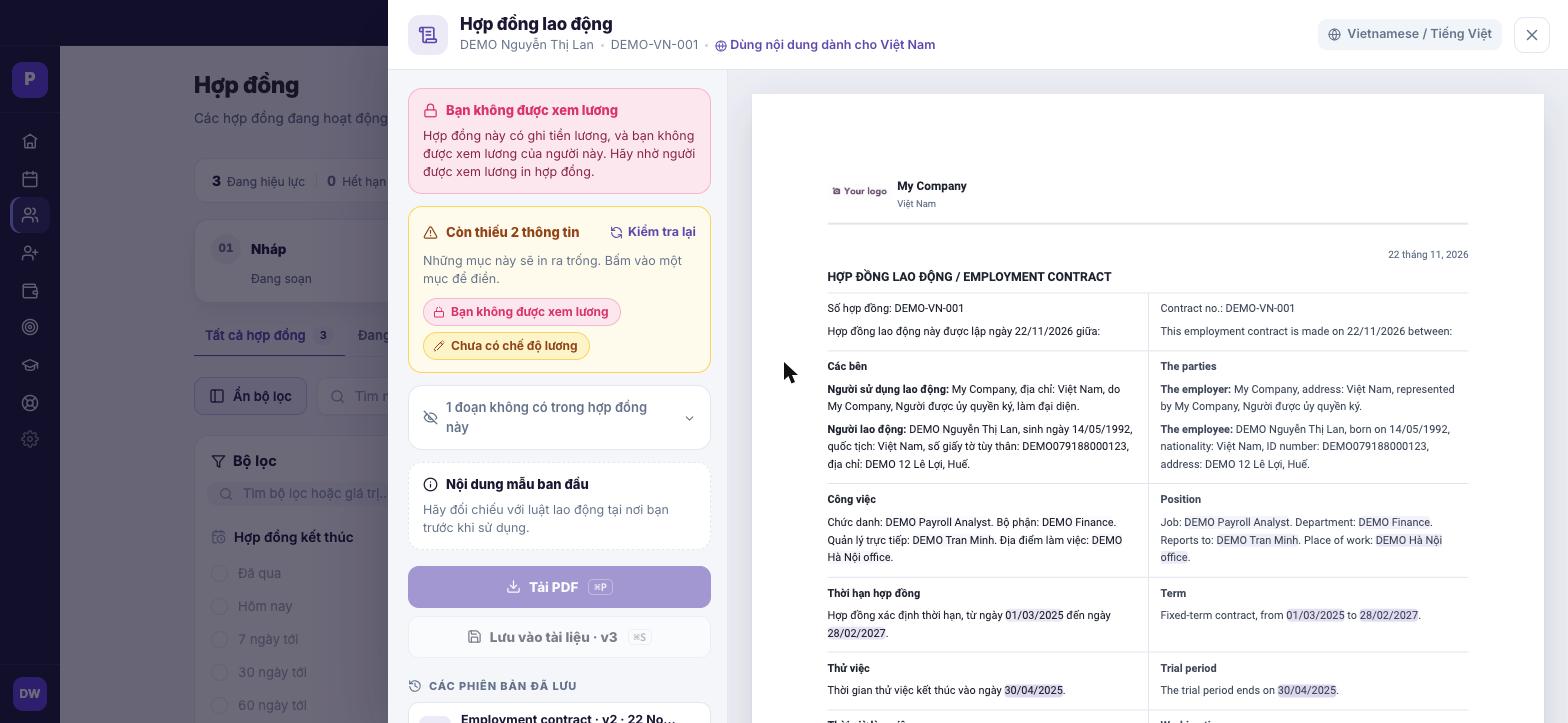 Hợp đồng lao động
DEMO Nguyễn Thị Lan • DEMO-VN-001 • Dùng nội dung dành cho Việt Nam
Vietnamese / Tiếng Việt
P
Hợp đồng
Các hợp đồng đang hoạt động
3 Đang hiệu lực
0 Hết hạn
01 Nháp
Đang soạn
Tất cả hợp đồng 3
Ẩn bộ lọc
Bộ lọc
Tìm bộ lọc hoặc giá trị...
Hợp đồng kết thúc
Đã qua
Hôm nay
7 ngày tới
30 ngày tới
60 ngày tới
DW
Bạn không được xem lương
Hợp đồng này có ghi tiền lương, và bạn không
được xem lương của người này. Hãy nhờ người
được xem lương in hợp đồng.
Còn thiếu 2 thông tin
Kiểm tra lại
Những mục này sẽ in ra trống. Bấm vào một
mục để điền.
Bạn không được xem lương
Chưa có chế độ lương
1 đoạn không có trong hợp đồng
này
Nội dung mẫu ban đầu
Hãy đối chiếu với luật lao động tại nơi bạn
trước khi sử dụng.
Tải PDF ⌘P
Lưu vào tài liệu · v3 ⌘S
CÁC PHIÊN BẢN ĐÃ LƯU
Employment contract · v2 · 22 No...
Your logo
My Company
Việt Nam
22 tháng 11, 2026
HỢP ĐỒNG LAO ĐỘNG / EMPLOYMENT CONTRACT
Số hợp đồng: DEMO-VN-001
Hợp đồng lao động này được lập ngày 22/11/2026 giữa:
Contract no.: DEMO-VN-001
This employment contract is made on 22/11/2026 between:
Các bên
Người sử dụng lao động: My Company, địa chỉ: Việt Nam, do
My Company, Người được ủy quyền ký, làm đại diện.
Người lao động: DEMO Nguyễn Thị Lan, sinh ngày 14/05/1992,
quốc tịch: Việt Nam, số giấy tờ tùy thân: DEMO079188000123,
địa chỉ: DEMO 12 Lê Lợi, Huế.
The parties
The employer: My Company, address: Việt Nam, represented
by My Company, Người được ủy quyền ký.
The employee: DEMO Nguyễn Thị Lan, born on 14/05/1992,
nationality: Việt Nam, ID number: DEMO079188000123,
address: DEMO 12 Lê Lợi, Huế.
Công việc
Chức danh: DEMO Payroll Analyst. Bộ phận: DEMO Finance.
Quản lý trực tiếp: DEMO Tran Minh. Địa điểm làm việc: DEMO
Hà Nội office.
Position
Job: DEMO Payroll Analyst. Department: DEMO Finance.
Reports to: DEMO Tran Minh. Place of work: DEMO Hà Nội
office.
Thời hạn hợp đồng
Hợp đồng xác định thời hạn, từ ngày 01/03/2025 đến ngày
28/02/2027.
Term
Fixed-term contract, from 01/03/2025 to 28/02/2027.
Thử việc
Thời gian thử việc kết thúc vào ngày 30/04/2025.
Trial period
The trial period ends on 30/04/2025.